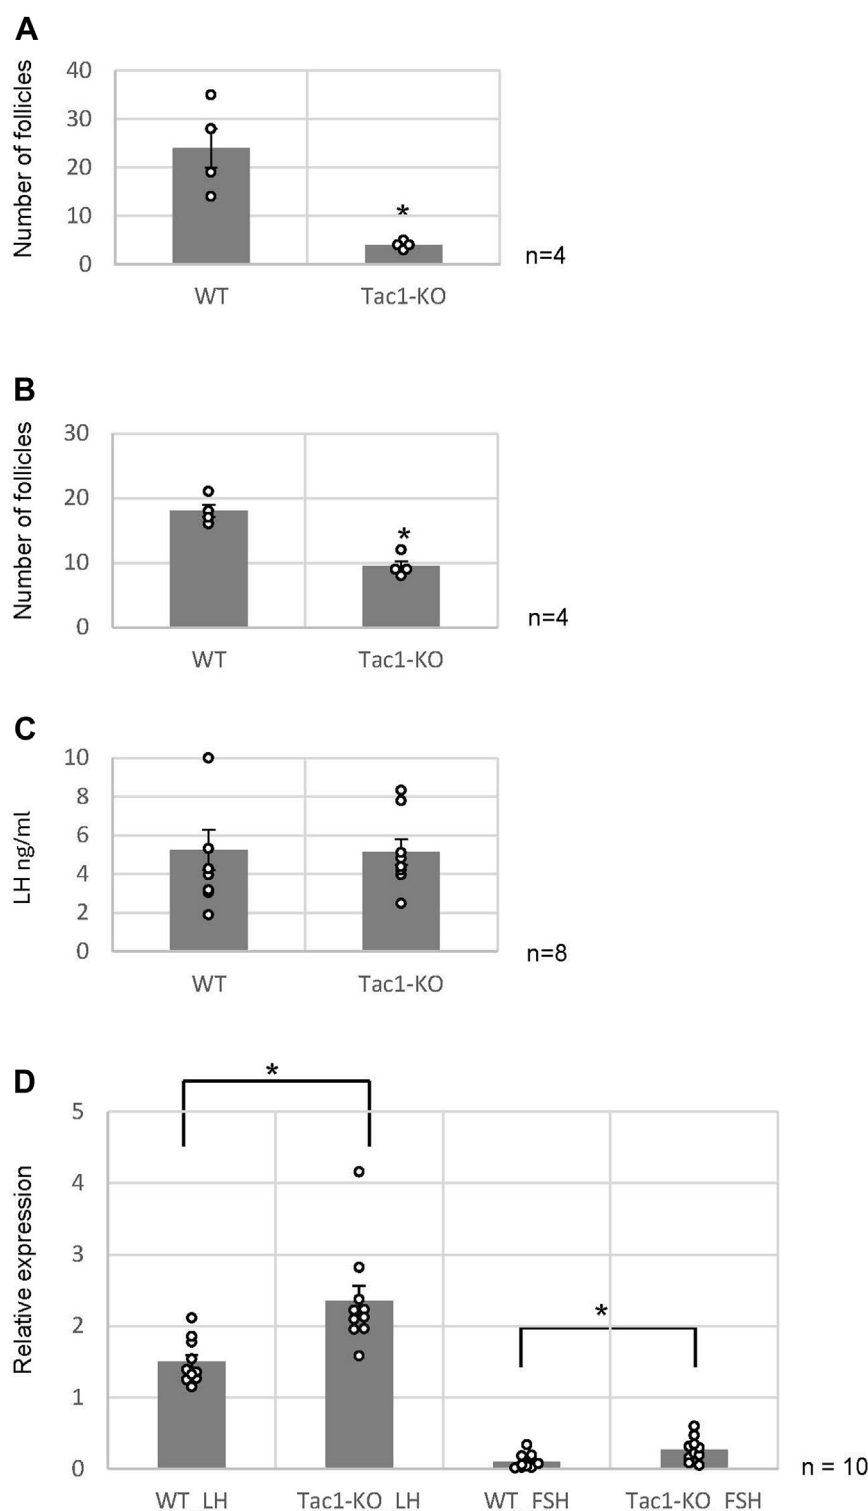 A
Number of follicles
40
30
20
10
0
*
WT
Tac1-KO
n=4
B
Number of follicles
30
20
10
0
*
WT
Tac1-KO
n=4
C
LH ng/ml
10
8
6
4
2
0
WT
Tac1-KO
n=8
D
Relative expression
5
4
3
2
1
0
*
*
WT LH
Tac1-KO LH
WT FSH
Tac1-KO FSH
n = 10